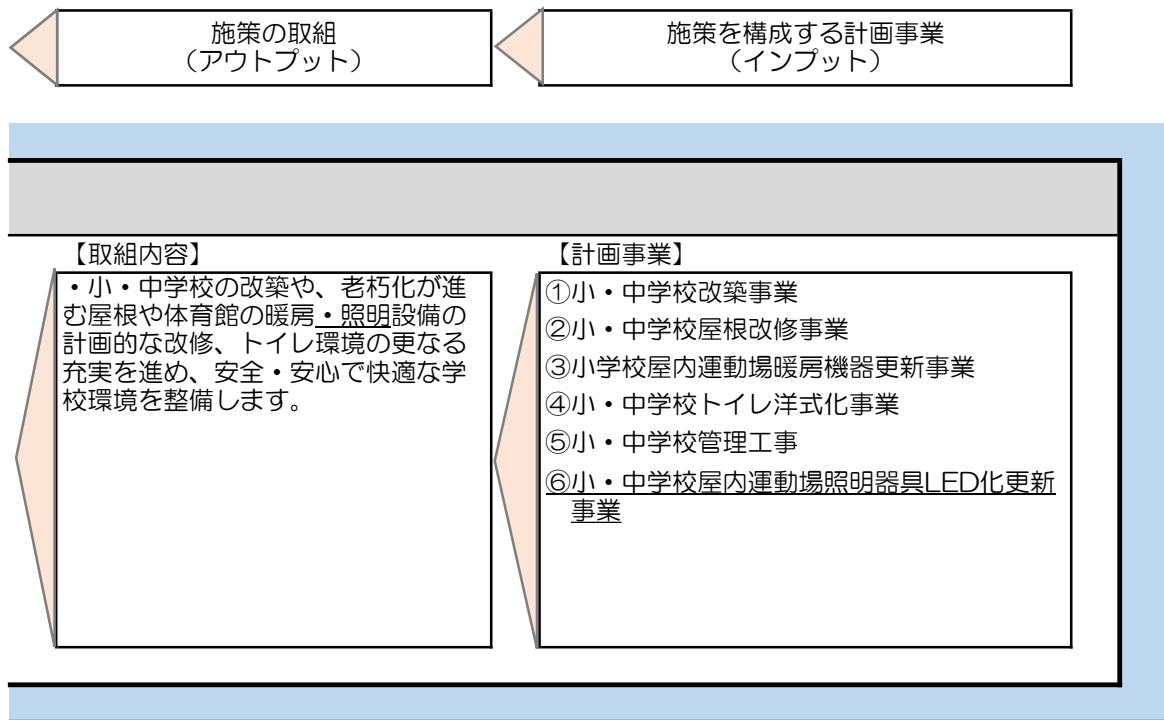 施策の取組
（アウトプット）
施策を構成する計画事業
（インプット）
【取組内容】
・小・中学校の改築や、老朽化が進
む屋根や体育館の暖房・照明設備の
計画的な改修、トイレ環境の更なる
充実を進め、安全・安心で快適な学
校環境を整備します。
【計画事業】
①小・中学校改築事業
②小・中学校屋根改修事業
③小学校屋内運動場暖房機器更新事業
④小・中学校トイレ洋式化事業
⑤小・中学校管理工事
⑥小・中学校屋内運動場照明器具LED化更新
事業